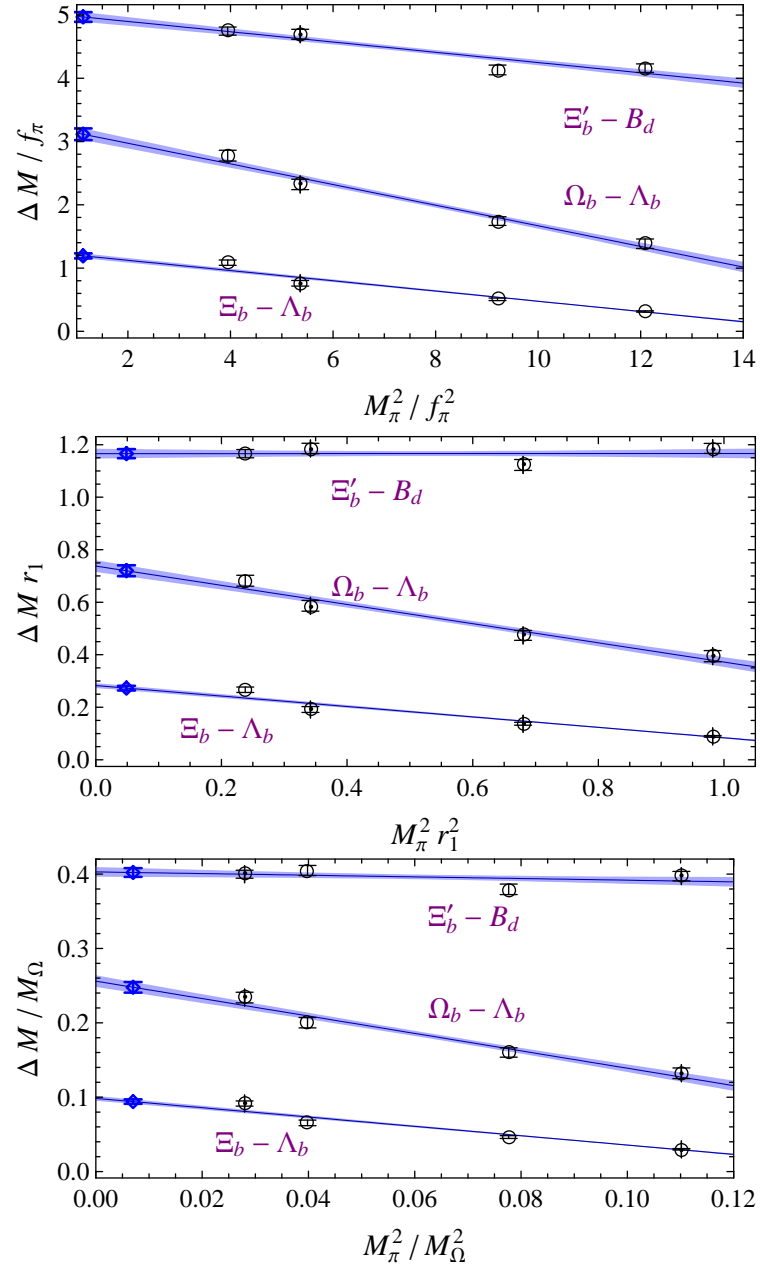 5
4
3
2
1
0
ΔM / f_π
Ξ′_b − B_d
Ω_b − Λ_b
Ξ_b − Λ_b
2 4 6 8 10 12 14
M_π^2 / f_π^2
1.2
1.0
0.8
0.6
0.4
0.2
0.0
ΔM r_1
Ξ′_b − B_d
Ω_b − Λ_b
Ξ_b − Λ_b
0.0 0.2 0.4 0.6 0.8 1.0
M_π^2 r_1^2
0.4
0.3
0.2
0.1
0.0
ΔM / M_Ω
Ξ′_b − B_d
Ω_b − Λ_b
Ξ_b − Λ_b
0.00 0.02 0.04 0.06 0.08 0.10 0.12
M_π^2 / M_Ω^2